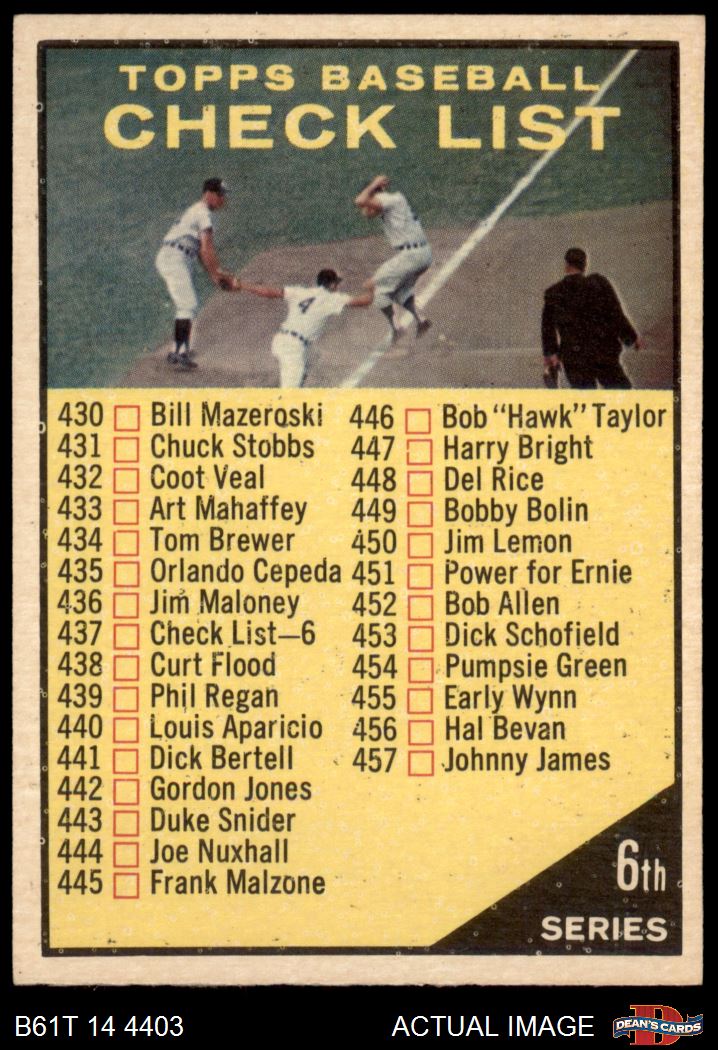 TOPPS BASEBALL
CHECK LIST
4
430 Bill Mazeroski
431 Chuck Stobbs
432 Coot Veal
433 Art Mahaffey
434 Tom Brewer
435 Orlando Cepeda
436 Jim Maloney
437 Check List—6
438 Curt Flood
439 Phil Regan
440 Louis Aparicio
441 Dick Bertell
442 Gordon Jones
443 Duke Snider
444 Joe Nuxhall
445 Frank Malzone
446 Bob "Hawk" Taylor
447 Harry Bright
448 Del Rice
449 Bobby Bolin
450 Jim Lemon
451 Power for Ernie
452 Bob Allen
453 Dick Schofield
454 Pumpsie Green
455 Early Wynn
456 Hal Bevan
457 Johnny James
6th
SERIES
B61T 14 4403
ACTUAL IMAGE
D
DEAN'S CARDS